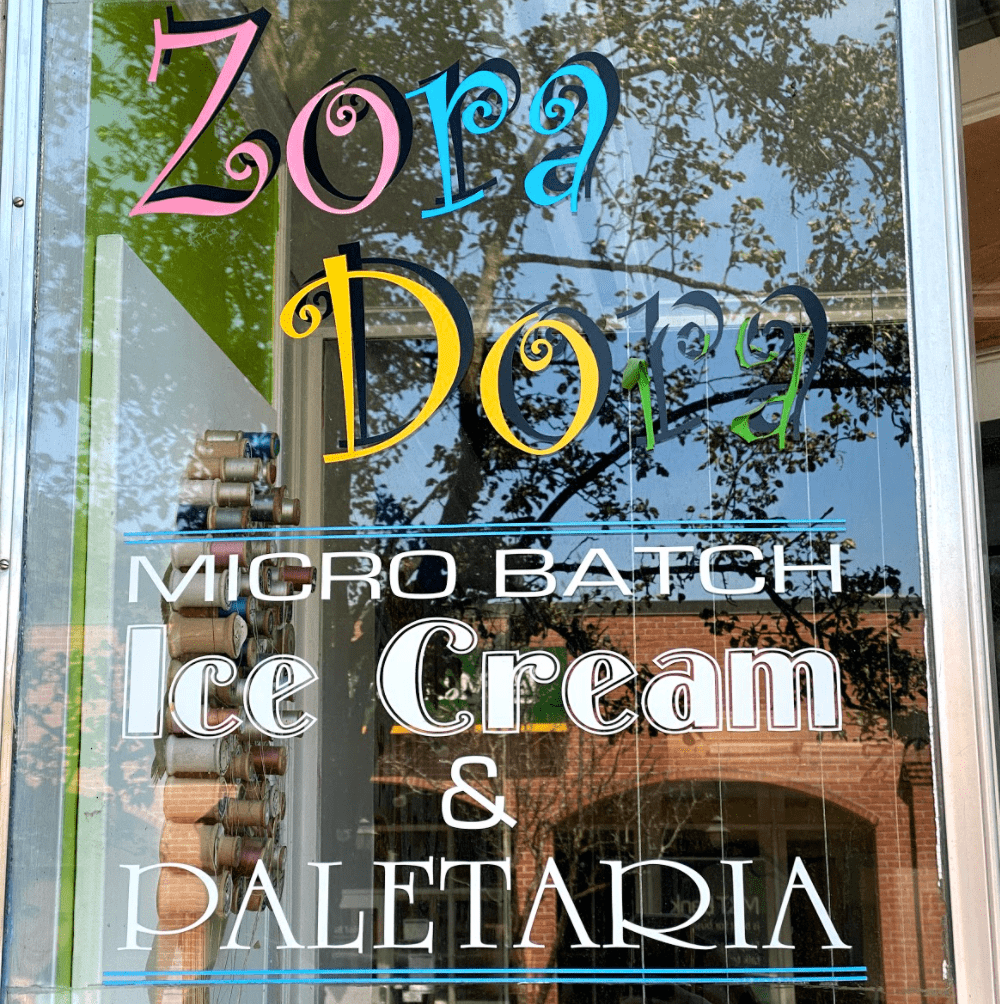 Zora
Dora
MICRO BATCH
Ice Cream
&
PALETARIA